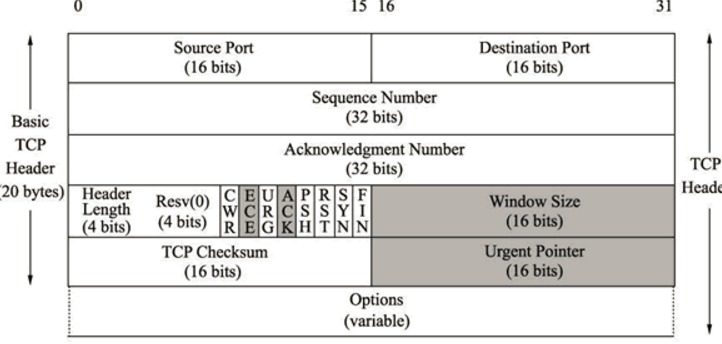 0 15 16 31
Source Port
(16 bits)
Destination Port
(16 bits)
Sequence Number
(32 bits)
Basic
TCP
Header
(20 bytes)
Acknowledgment Number
(32 bits)
TCP
Heade
Header
Length
(4 bits)
Resv(0)
(4 bits)
CWR
ECE
URG
ACK
PSH
RST
SYN
FIN
Window Size
(16 bits)
TCP Checksum
(16 bits)
Urgent Pointer
(16 bits)
Options
(variable)